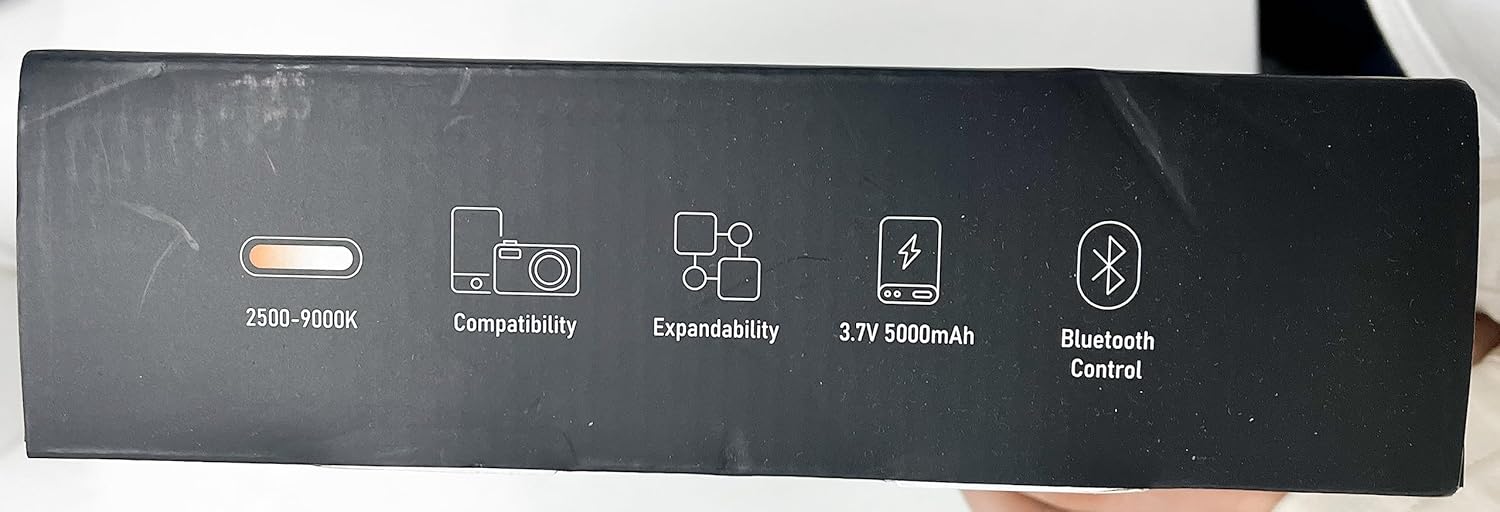 2500-9000K
Compatibility
Expandability
3.7V 5000mAh
Bluetooth
Control